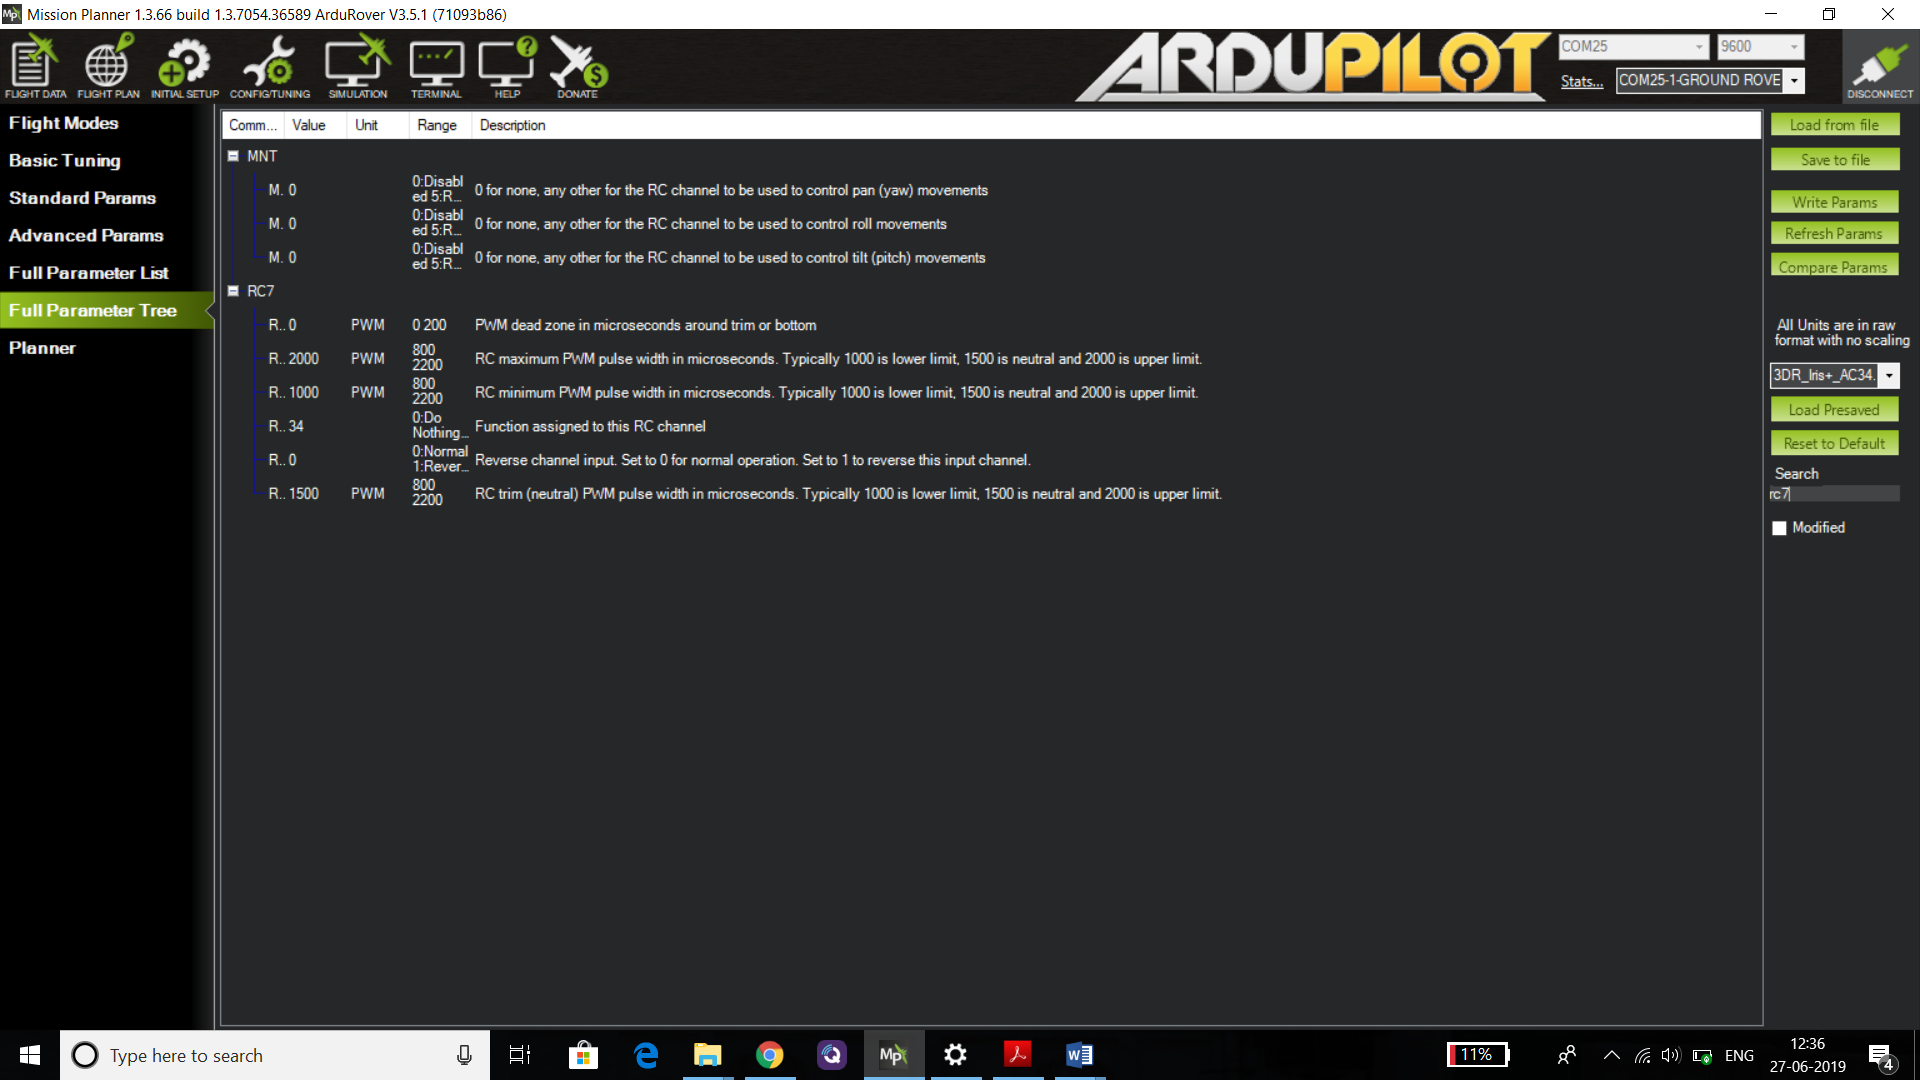 Mission Planner 1.3.66 build 1.3.7054.36589 ArduRover V3.5.1 (71093b86)
FLIGHT DATA FLIGHT PLAN INITIAL SETUP CONFIG/TUNING SIMULATION TERMINAL HELP DONATE
ARDUPILOT
COM25 9600
Stats... COM25-1-GROUND ROVE
DISCONNECT
Flight Modes
Basic Tuning
Standard Params
Advanced Params
Full Parameter List
Full Parameter Tree
Planner
Comm... Value Unit Range Description
MNT
M. 0 0:Disabl ed 5:R... 0 for none, any other for the RC channel to be used to control pan (yaw) movements
M. 0 0:Disabl ed 5:R... 0 for none, any other for the RC channel to be used to control roll movements
M. 0 0:Disabl ed 5:R... 0 for none, any other for the RC channel to be used to control tilt (pitch) movements
RC7
R.. 0 PWM 0 200 PWM dead zone in microseconds around trim or bottom
R.. 2000 PWM 800 2200 RC maximum PWM pulse width in microseconds. Typically 1000 is lower limit, 1500 is neutral and 2000 is upper limit.
R.. 1000 PWM 800 2200 RC minimum PWM pulse width in microseconds. Typically 1000 is lower limit, 1500 is neutral and 2000 is upper limit.
R.. 34 0:Do Nothing... Function assigned to this RC channel
R.. 0 0:Normal 1:Rever... Reverse channel input. Set to 0 for normal operation. Set to 1 to reverse this input channel.
R.. 1500 PWM 800 2200 RC trim (neutral) PWM pulse width in microseconds. Typically 1000 is lower limit, 1500 is neutral and 2000 is upper limit.
Load from file
Save to file
Write Params
Refresh Params
Compare Params
All Units are in raw
format with no scaling
3DR_Iris+_AC34.
Load Presaved
Reset to Default
Search
rc7
Modified
Type here to search
Mp
11%
ENG
12:36
27-06-2019
4